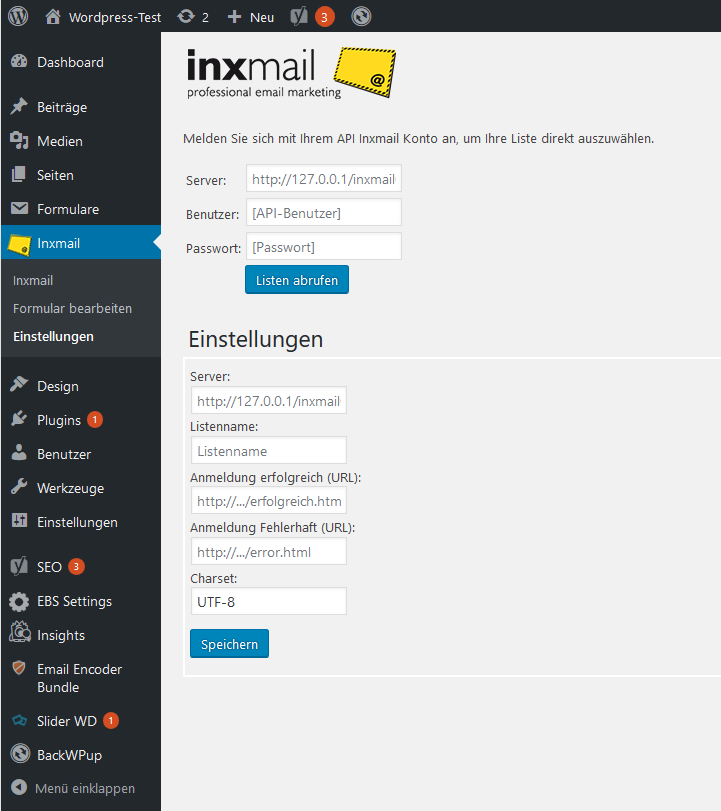 Wordpress-Test 2 Neu 3
Dashboard
Beiträge
Medien
Seiten
Formulare
Inxmail
Inxmail
Formular bearbeiten
Einstellungen
Design
Plugins 1
Benutzer
Werkzeuge
Einstellungen
SEO 3
EBS Settings
Insights
Email Encoder
Bundle
Slider WD 1
BackWPup
Menü einklappen
inxmail @
professional email marketing
Melden Sie sich mit Ihrem API Inxmail Konto an, um Ihre Liste direkt auszuwählen.
Server: http://127.0.0.1/inxmail
Benutzer: [API-Benutzer]
Passwort: [Passwort]
Listen abrufen
Einstellungen
Server:
http://127.0.0.1/inxmail
Listenname:
Listenname
Anmeldung erfolgreich (URL):
http://.../erfolgreich.htm
Anmeldung Fehlerhaft (URL):
http://.../error.html
Charset:
UTF-8
Speichern